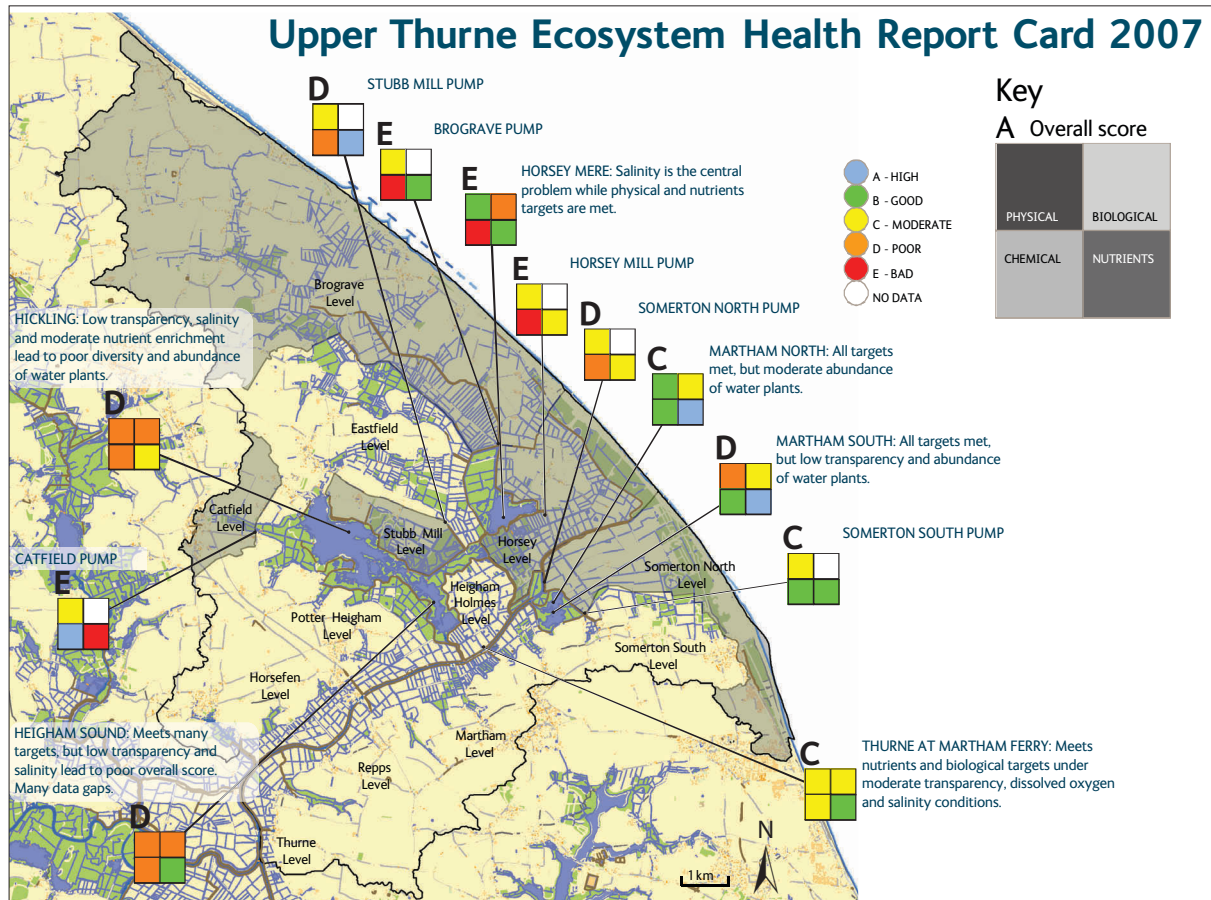 Upper Thurne Ecosystem Health Report Card 2007
D
STUBB MILL PUMP
E
BROGRAVE PUMP
E
HORSEY MERE: Salinity is the central
problem while physical and nutrients
targets are met.
E
HORSEY MILL PUMP
D
SOMERTON NORTH PUMP
C
MARTHAM NORTH: All targets
met, but moderate abundance
of water plants.
D
MARTHAM SOUTH: All targets met,
but low transparency and abundance
of water plants.
C
SOMERTON SOUTH PUMP
C
THURNE AT MARTHAM FERRY: Meets
nutrients and biological targets under
moderate transparency, dissolved oxygen
and salinity conditions.
Key
A Overall score
PHYSICAL
BIOLOGICAL
CHEMICAL
NUTRIENTS
A - HIGH
B - GOOD
C - MODERATE
D - POOR
E - BAD
NO DATA
HICKLING: Low transparency, salinity
and moderate nutrient enrichment
lead to poor diversity and abundance
of water plants.
D
CATFIELD PUMP
E
HEIGHAM SOUND: Meets many
targets, but low transparency and
salinity lead to poor overall score.
Many data gaps.
D
Brograve
Level
Eastfield
Level
Catfield
Level
Stubb Mill
Level
Horsey
Level
Somerton North
Level
Heigham
Holmes
Level
Potter Heigham
Level
Somerton South
Level
Horsefen
Level
Martham
Level
Repps
Level
Thurne
Level
N
1 km